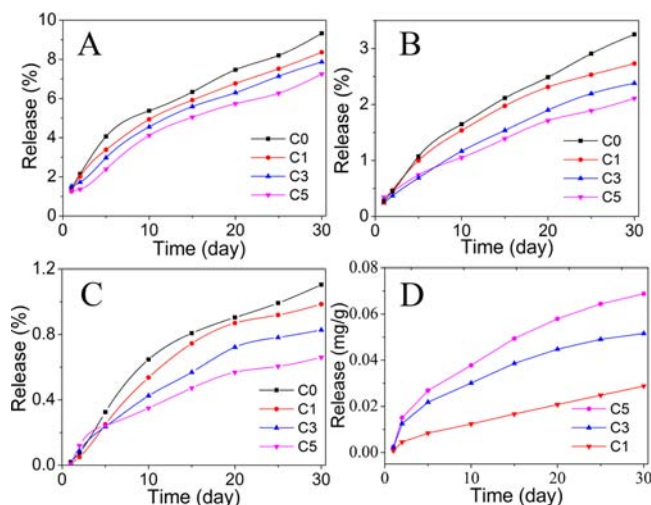 A
Release (%)
10
8
6
4
2
0
C0
C1
C3
C5
0 5 10 15 20 25 30
Time (day)
B
Release (%)
3
2
1
0
C0
C1
C3
C5
0 5 10 15 20 25 30
Time (day)
C
Release (%)
1.2
0.8
0.4
0.0
C0
C1
C3
C5
0 5 10 15 20 25 30
Time (day)
D
Release (mg/g)
0.08
0.06
0.04
0.02
0.00
C5
C3
C1
0 5 10 15 20 25 30
Time (day)